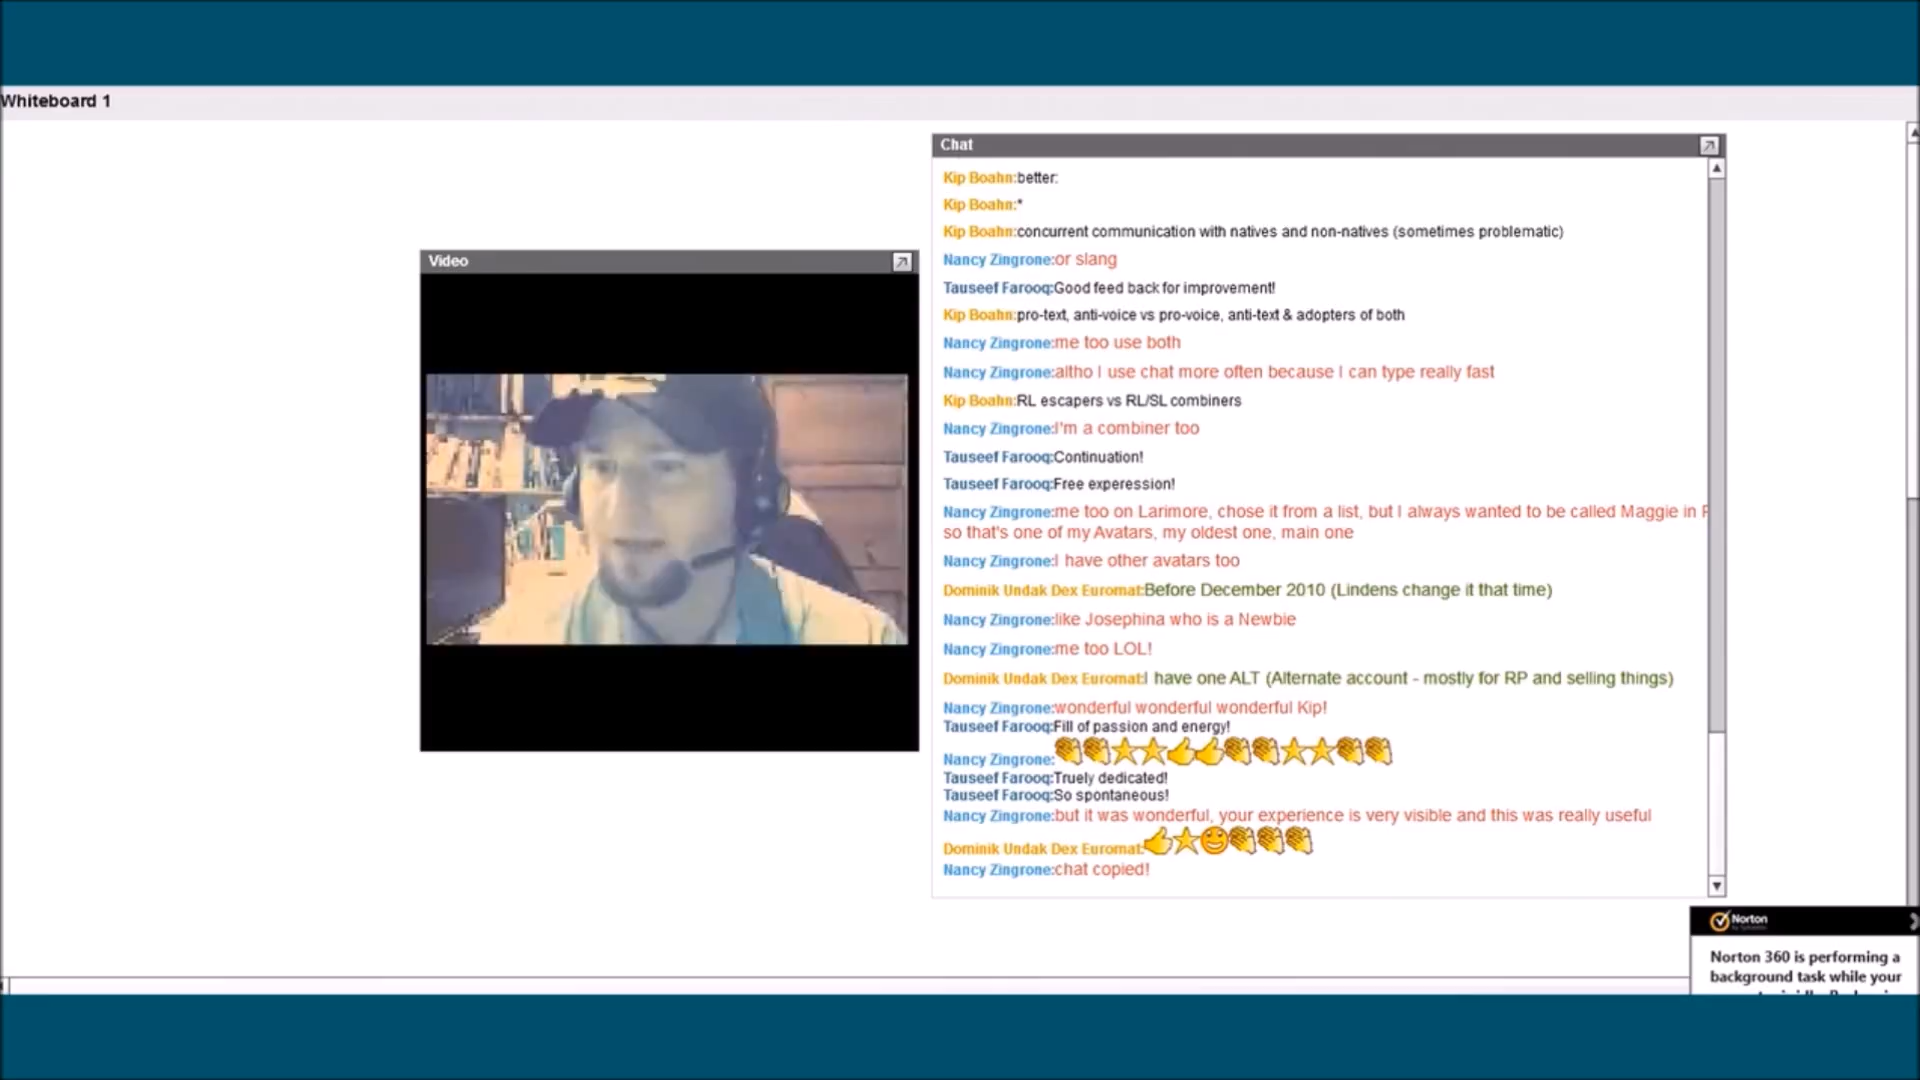 Whiteboard 1
Chat
Kip Boahn:better:
Kip Boahn:*
Kip Boahn:concurrent communication with natives and non-natives (sometimes problematic)
Nancy Zingrone:or slang
Video
Tauseef Farooq:Good feed back for improvement!
Kip Boahn:pro-text, anti-voice vs pro-voice, anti-text & adopters of both
Nancy Zingrone:me too use both
Nancy Zingrone:altho I use chat more often because I can type really fast
Kip Boahn:RL escapers vs RL/SL combiners
Nancy Zingrone:I'm a combiner too
Tauseef Farooq:Continuation!
Tauseef Farooq:Free experession!
Nancy Zingrone:me too on Larimore, chose it from a list, but I always wanted to be called Maggie in
so that's one of my Avatars, my oldest one, main one
Nancy Zingrone:I have other avatars too
Dominik Undak Dex Euromat:Before December 2010 (Lindens change it that time)
Nancy Zingrone:like Josephina who is a Newbie
Nancy Zingrone:me too LOL!
Dominik Undak Dex Euromat:I have one ALT (Alternate account - mostly for RP and selling things)
Nancy Zingrone:wonderful wonderful wonderful Kip!
Tauseef Farooq:Fill of passion and energy!
Nancy Zingrone:
Tauseef Farooq:Truely dedicated!
Tauseef Farooq:So spontaneous!
Nancy Zingrone:but it was wonderful, your experience is very visible and this was really useful
Dominik Undak Dex Euromat:
Nancy Zingrone:chat copied!
Norton
Norton 360 is performing a
background task while your